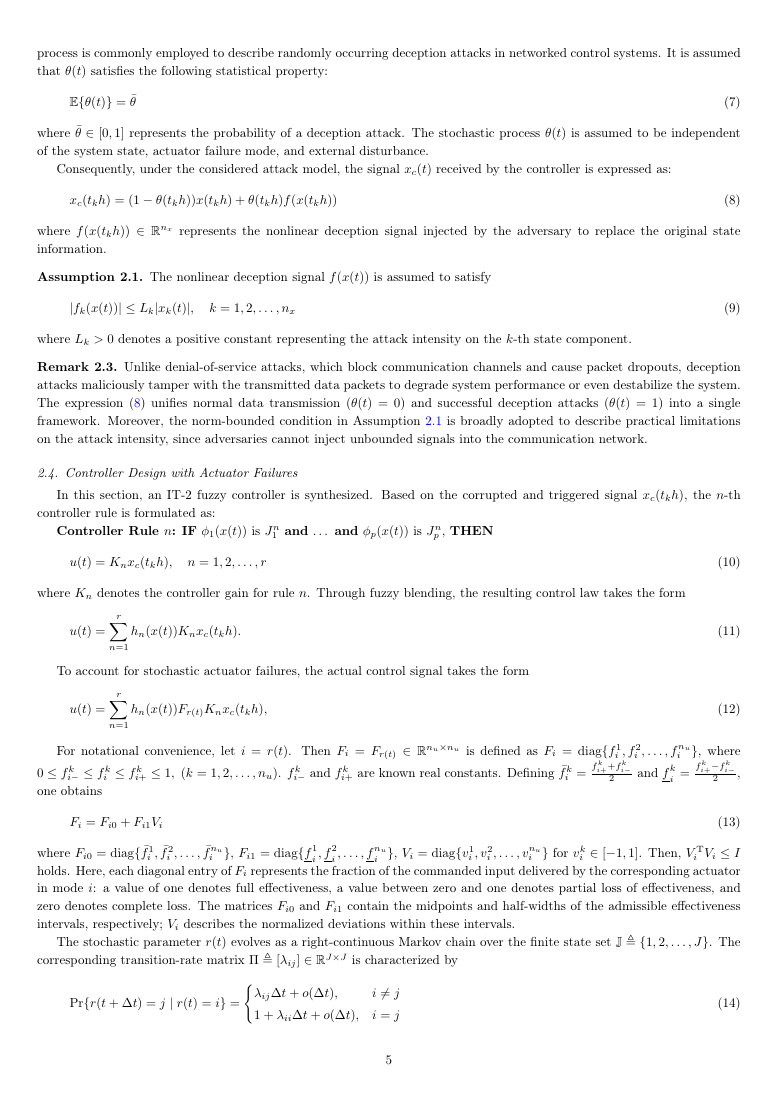 process is commonly employed to describe randomly occurring deception attacks in networked control systems. It is assumed
that θ(t) satisfies the following statistical property:
𝔼{θ(t)} = θ̄ (7)
where θ̄ ∈ [0, 1] represents the probability of a deception attack. The stochastic process θ(t) is assumed to be independent
of the system state, actuator failure mode, and external disturbance.
Consequently, under the considered attack model, the signal x_c(t) received by the controller is expressed as:
x_c(t_k h) = (1 − θ(t_k h))x(t_k h) + θ(t_k h)f(x(t_k h)) (8)
where f(x(t_k h)) ∈ ℝ^{n_x} represents the nonlinear deception signal injected by the adversary to replace the original state
information.
Assumption 2.1. The nonlinear deception signal f(x(t)) is assumed to satisfy
|f_k(x(t))| ≤ L_k|x_k(t)|, k = 1, 2, . . . , n_x (9)
where L_k > 0 denotes a positive constant representing the attack intensity on the k-th state component.
Remark 2.3. Unlike denial-of-service attacks, which block communication channels and cause packet dropouts, deception
attacks maliciously tamper with the transmitted data packets to degrade system performance or even destabilize the system.
The expression (8) unifies normal data transmission (θ(t) = 0) and successful deception attacks (θ(t) = 1) into a single
framework. Moreover, the norm-bounded condition in Assumption 2.1 is broadly adopted to describe practical limitations
on the attack intensity, since adversaries cannot inject unbounded signals into the communication network.
2.4. Controller Design with Actuator Failures
In this section, an IT-2 fuzzy controller is synthesized. Based on the corrupted and triggered signal x_c(t_k h), the n-th
controller rule is formulated as:
Controller Rule n: IF ϕ_1(x(t)) is J_1^n and . . . and ϕ_p(x(t)) is J_p^n, THEN
u(t) = K_n x_c(t_k h), n = 1, 2, . . . , r (10)
where K_n denotes the controller gain for rule n. Through fuzzy blending, the resulting control law takes the form
u(t) = ∑_{n=1}^{r} h_n(x(t))K_n x_c(t_k h). (11)
To account for stochastic actuator failures, the actual control signal takes the form
u(t) = ∑_{n=1}^{r} h_n(x(t))F_{r(t)}K_n x_c(t_k h), (12)
For notational convenience, let i = r(t). Then F_i = F_{r(t)} ∈ ℝ^{n_u×n_u} is defined as F_i = diag{f_i^1, f_i^2, . . . , f_i^{n_u}}, where
0 ≤ f_{i−}^k ≤ f_i^k ≤ f_{i+}^k ≤ 1, (k = 1, 2, . . . , n_u). f_{i−}^k and f_{i+}^k are known real constants. Defining f̄_i^k = (f_{i+}^k+f_{i−}^k)/2 and f̲_i^k = (f_{i+}^k−f_{i−}^k)/2,
one obtains
F_i = F_{i0} + F_{i1}V_i (13)
where F_{i0} = diag{f̄_i^1, f̄_i^2, . . . , f̄_i^{n_u}}, F_{i1} = diag{f̲_i^1, f̲_i^2, . . . , f̲_i^{n_u}}, V_i = diag{v_i^1, v_i^2, . . . , v_i^{n_u}} for v_i^k ∈ [−1, 1]. Then, V_i^T V_i ≤ I
holds. Here, each diagonal entry of F_i represents the fraction of the commanded input delivered by the corresponding actuator
in mode i: a value of one denotes full effectiveness, a value between zero and one denotes partial loss of effectiveness, and
zero denotes complete loss. The matrices F_{i0} and F_{i1} contain the midpoints and half-widths of the admissible effectiveness
intervals, respectively; V_i describes the normalized deviations within these intervals.
The stochastic parameter r(t) evolves as a right-continuous Markov chain over the finite state set 𝕁 ≜ {1, 2, . . . , J}. The
corresponding transition-rate matrix Π ≜ [λ_{ij}] ∈ ℝ^{J×J} is characterized by
Pr{r(t + Δt) = j | r(t) = i} = { λ_{ij}Δt + o(Δt), i ≠ j
1 + λ_{ii}Δt + o(Δt), i = j (14)
5